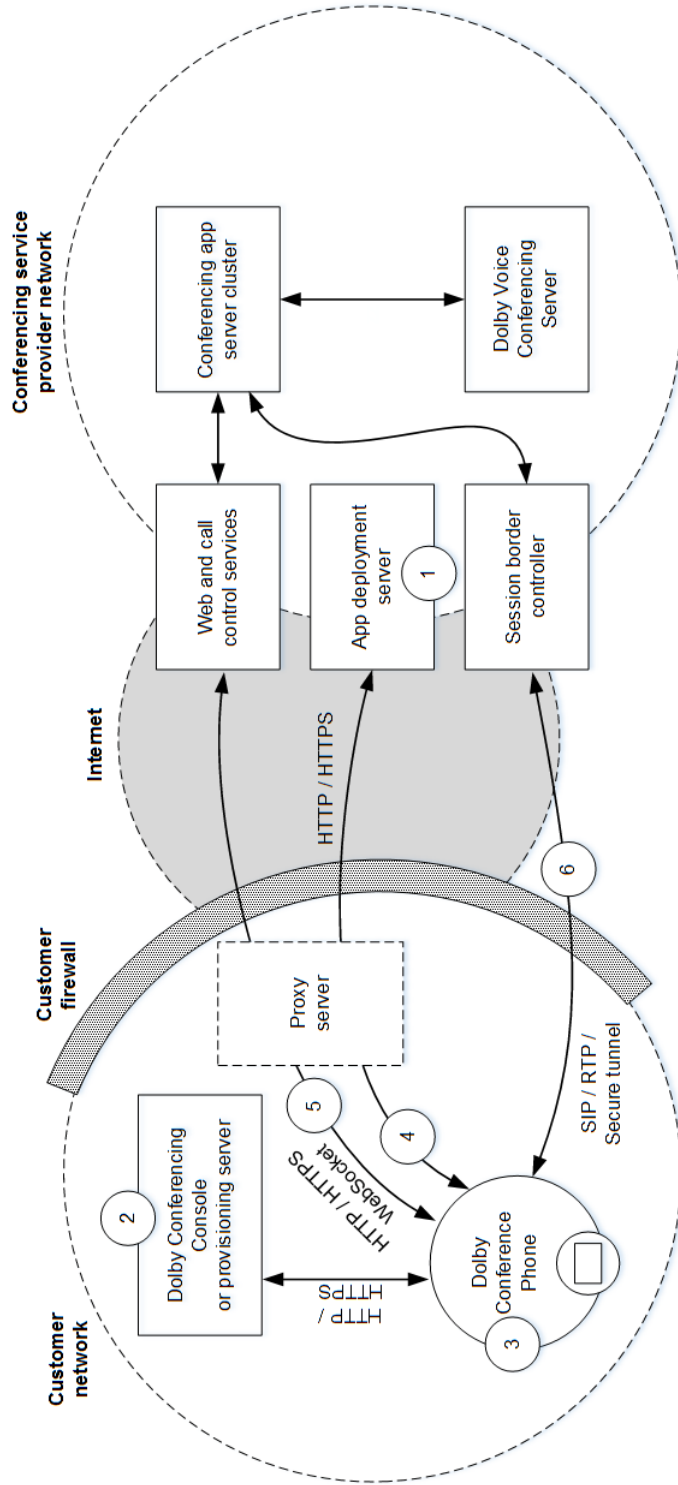 Customer
network
Customer
firewall
Internet
Conferencing service
provider network
2
Dolby Conferencing
Console
or provisioning server
HTTP /
HTTPS
Proxy
server
5
HTTP / HTTPS
WebSocket
4
3
Dolby
Conference
Phone
SIP / RTP /
Secure tunnel
6
HTTP / HTTPS
Web and call
control services
App deployment
server
1
Session border
controller
Conferencing app
server cluster
Dolby Voice
Conferencing
Server